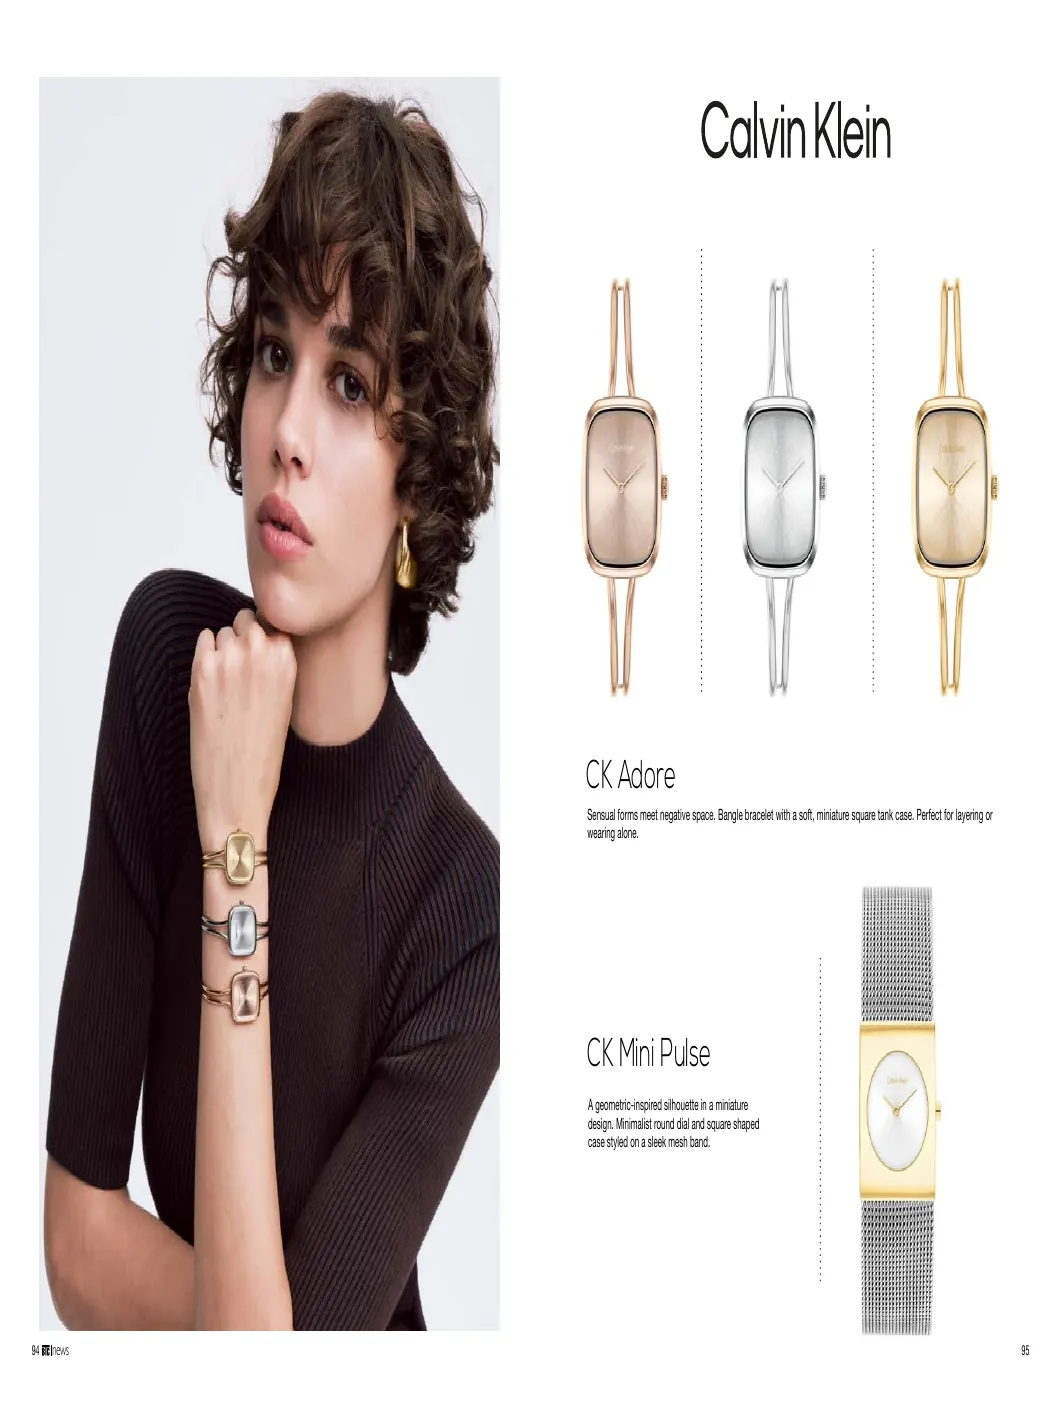 Calvin Klein
CK Adore
Sensual forms meet negative space. Bangle bracelet with a soft, miniature square tank case. Perfect for layering or
wearing alone.
CK Mini Pulse
A geometric-inspired silhouette in a miniature
design. Minimalist round dial and square shaped
case styled on a sleek mesh band.
Calvin Klein
94 news
95